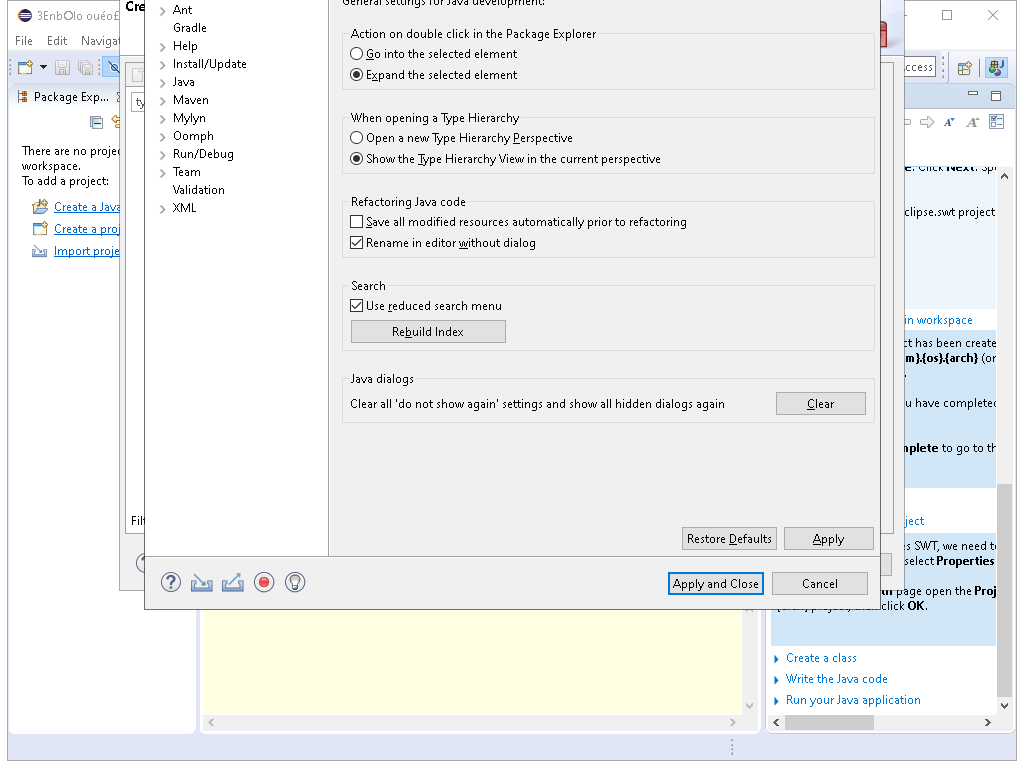 Cre
General settings for Java development:
Ant
Gradle
Help
Install/Update
Java
Maven
Mylyn
Oomph
Run/Debug
Team
Validation
XML
Action on double click in the Package Explorer
Go into the selected element
Expand the selected element
When opening a Type Hierarchy
Open a new Type Hierarchy Perspective
Show the Type Hierarchy View in the current perspective
Refactoring Java code
Save all modified resources automatically prior to refactoring
Rename in editor without dialog
Search
Use reduced search menu
Rebuild Index
Java dialogs
Clear all 'do not show again' settings and show all hidden dialogs again
Clear
Restore Defaults
Apply
Apply and Close
Cancel
3EnbOlo ouéof
File Edit Navigat
Package Exp...
There are no proje
workspace.
To add a project:
Create a Java
Create a proj
Import proje
ty
Filt
ccess
e. Click Next. Sp
clipse.swt project
in workspace
ct has been create
m}.{os}.{arch} (or
u have completed
mplete to go to th
ject
es SWT, we need to
select Properties
page open the Proj
click OK.
Create a class
Write the Java code
Run your Java application